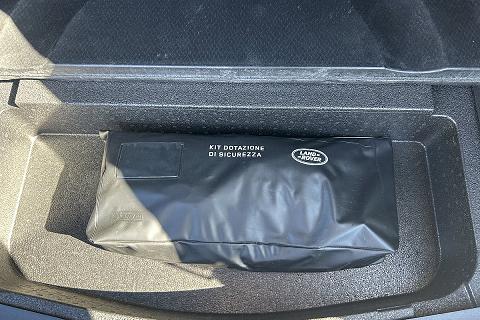 KIT DOTAZIONE
DI SICUREZZA
LAND
ROVER